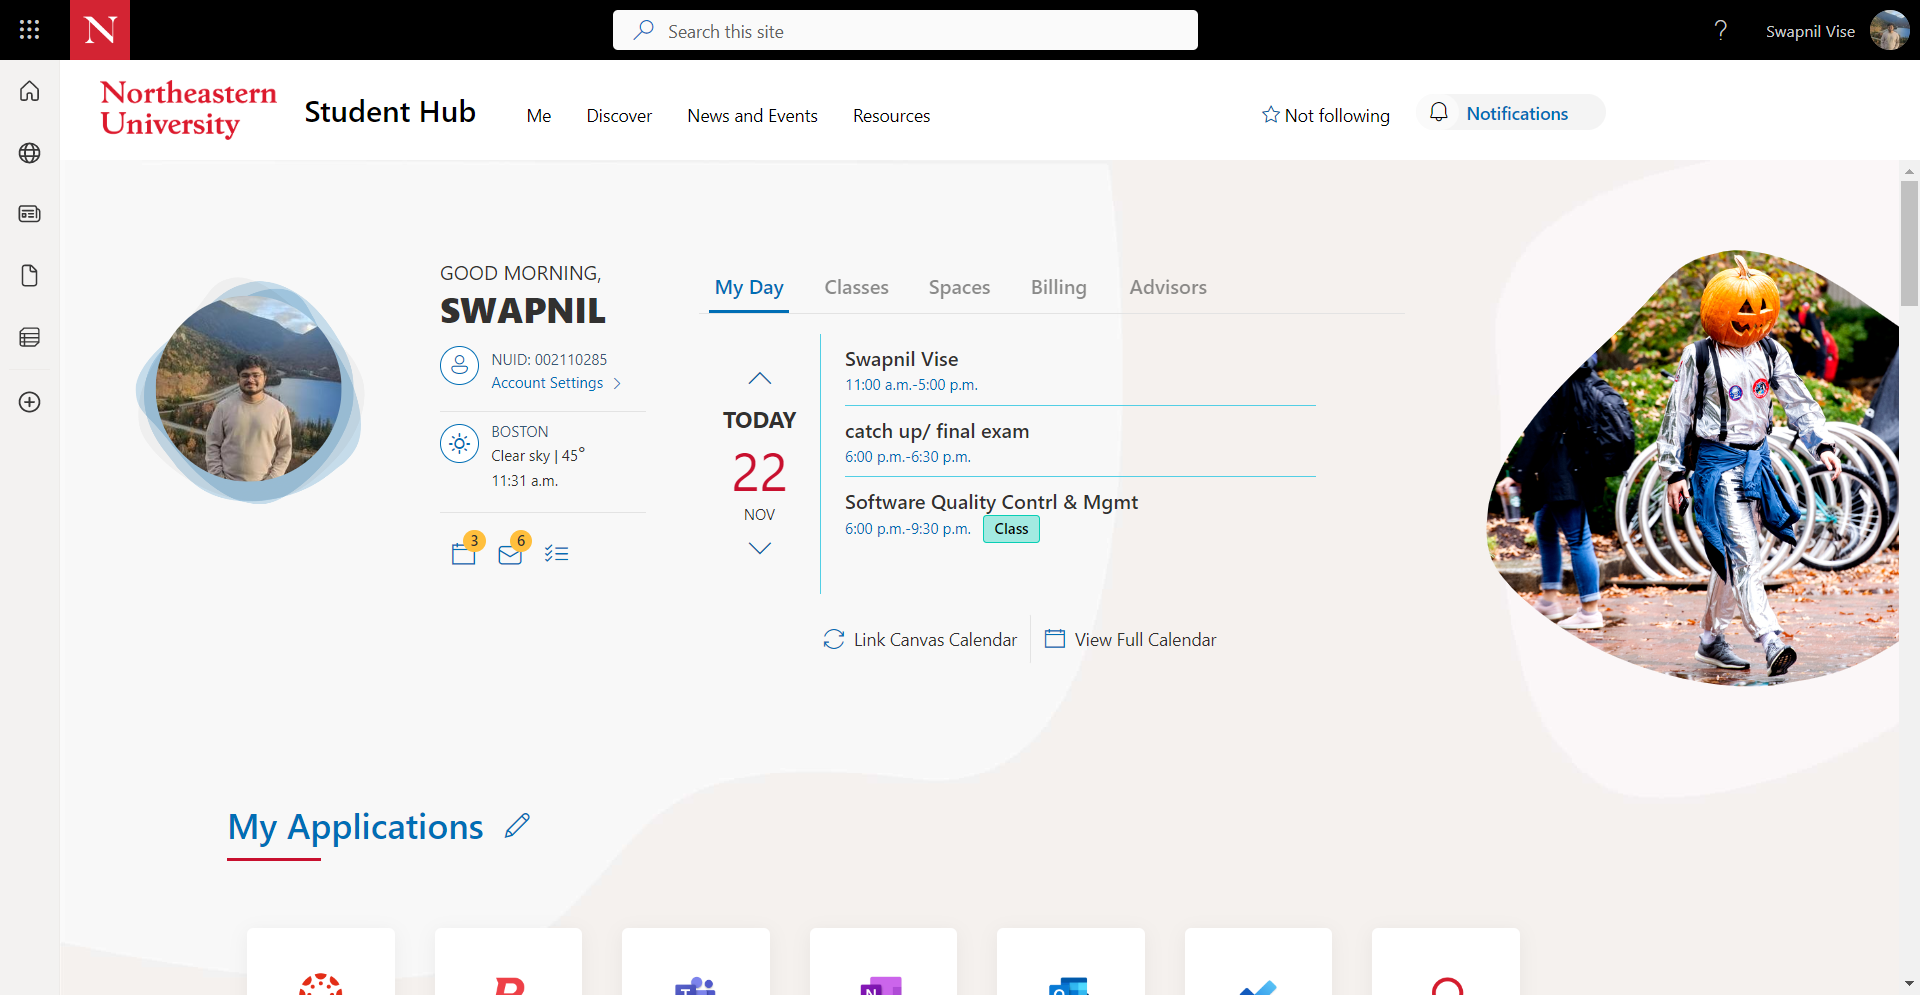 N
Search this site
?
Swapnil Vise
Northeastern
University
Student Hub
Me
Discover
News and Events
Resources
Not following
Notifications
GOOD MORNING,
SWAPNIL
NUID: 002110285
Account Settings
BOSTON
Clear sky | 45°
11:31 a.m.
3
6
My Day
Classes
Spaces
Billing
Advisors
TODAY
22
NOV
Swapnil Vise
11:00 a.m.-5:00 p.m.
catch up/ final exam
6:00 p.m.-6:30 p.m.
Software Quality Contrl & Mgmt
6:00 p.m.-9:30 p.m.
Class
Link Canvas Calendar
View Full Calendar
My Applications